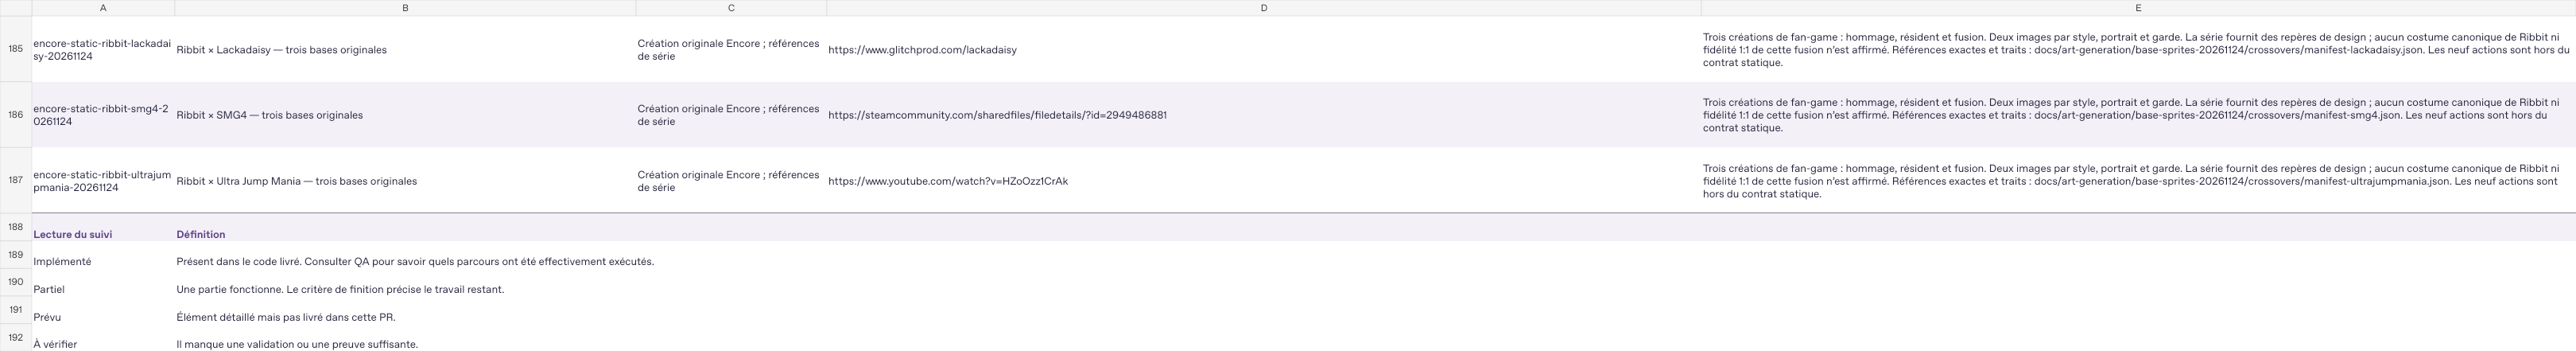 A B C D E
185 encore-static-ribbit-lackadai
sy-20261124
Ribbit × Lackadaisy — trois bases originales
Création originale Encore ; références
de série
https://www.glitchprod.com/lackadaisy
Trois créations de fan-game : hommage, résident et fusion. Deux images par style, portrait et garde. La série fournit des repères de design ; aucun costume canonique de Ribbit ni
fidélité 1:1 de cette fusion n’est affirmé. Références exactes et traits : docs/art-generation/base-sprites-20261124/crossovers/manifest-lackadaisy.json. Les neuf actions sont hors du
contrat statique.
186 encore-static-ribbit-smg4-2
0261124
Ribbit × SMG4 — trois bases originales
Création originale Encore ; références
de série
https://steamcommunity.com/sharedfiles/filedetails/?id=2949486881
Trois créations de fan-game : hommage, résident et fusion. Deux images par style, portrait et garde. La série fournit des repères de design ; aucun costume canonique de Ribbit ni
fidélité 1:1 de cette fusion n’est affirmé. Références exactes et traits : docs/art-generation/base-sprites-20261124/crossovers/manifest-smg4.json. Les neuf actions sont hors du
contrat statique.
187 encore-static-ribbit-ultrajum
pmania-20261124
Ribbit × Ultra Jump Mania — trois bases originales
Création originale Encore ; références
de série
https://www.youtube.com/watch?v=HZoOzz1CrAk
Trois créations de fan-game : hommage, résident et fusion. Deux images par style, portrait et garde. La série fournit des repères de design ; aucun costume canonique de Ribbit ni
fidélité 1:1 de cette fusion n’est affirmé. Références exactes et traits : docs/art-generation/base-sprites-20261124/crossovers/manifest-ultrajumpmania.json. Les neuf actions sont
hors du contrat statique.
188 Lecture du suivi Définition
189 Implémenté Présent dans le code livré. Consulter QA pour savoir quels parcours ont été effectivement exécutés.
190 Partiel Une partie fonctionne. Le critère de finition précise le travail restant.
191 Prévu Élément détaillé mais pas livré dans cette PR.
192 À vérifier Il manque une validation ou une preuve suffisante.